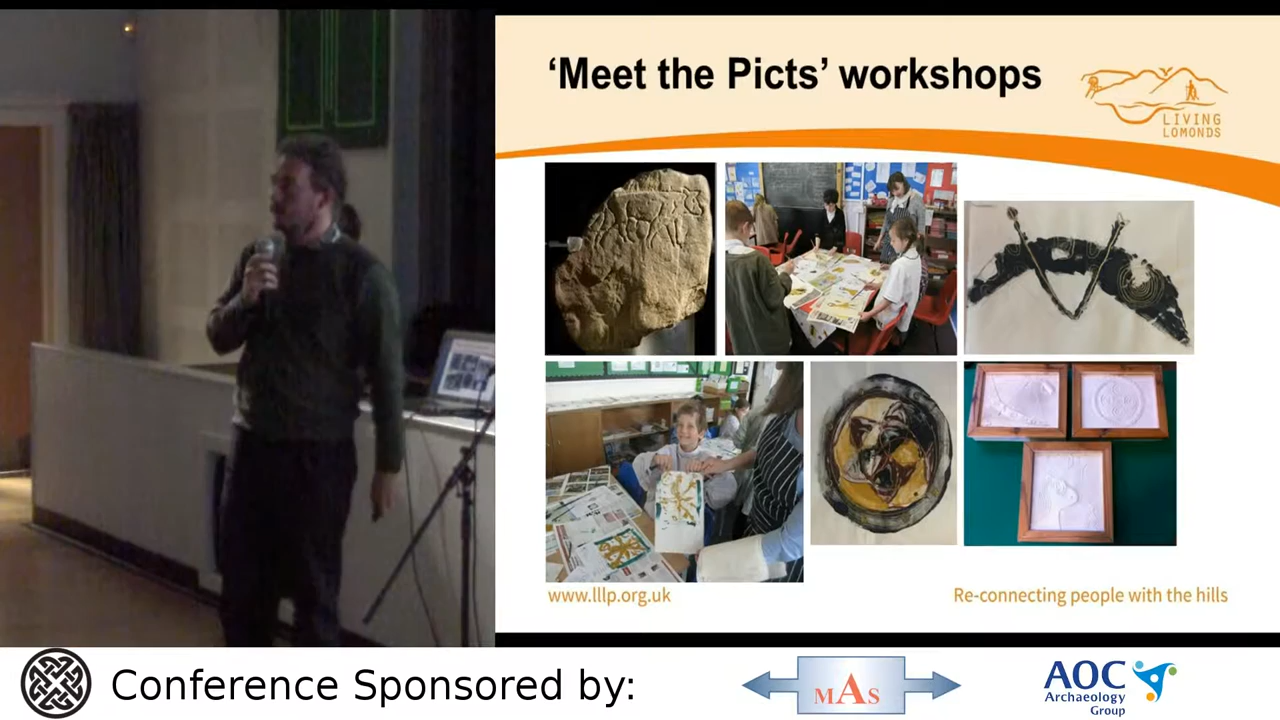 ‘Meet the Picts’ workshops
LIVING
LOMONDS
www.lllp.org.uk
Re-connecting people with the hills
Conference Sponsored by:
MAS
AOC
Archaeology
Group